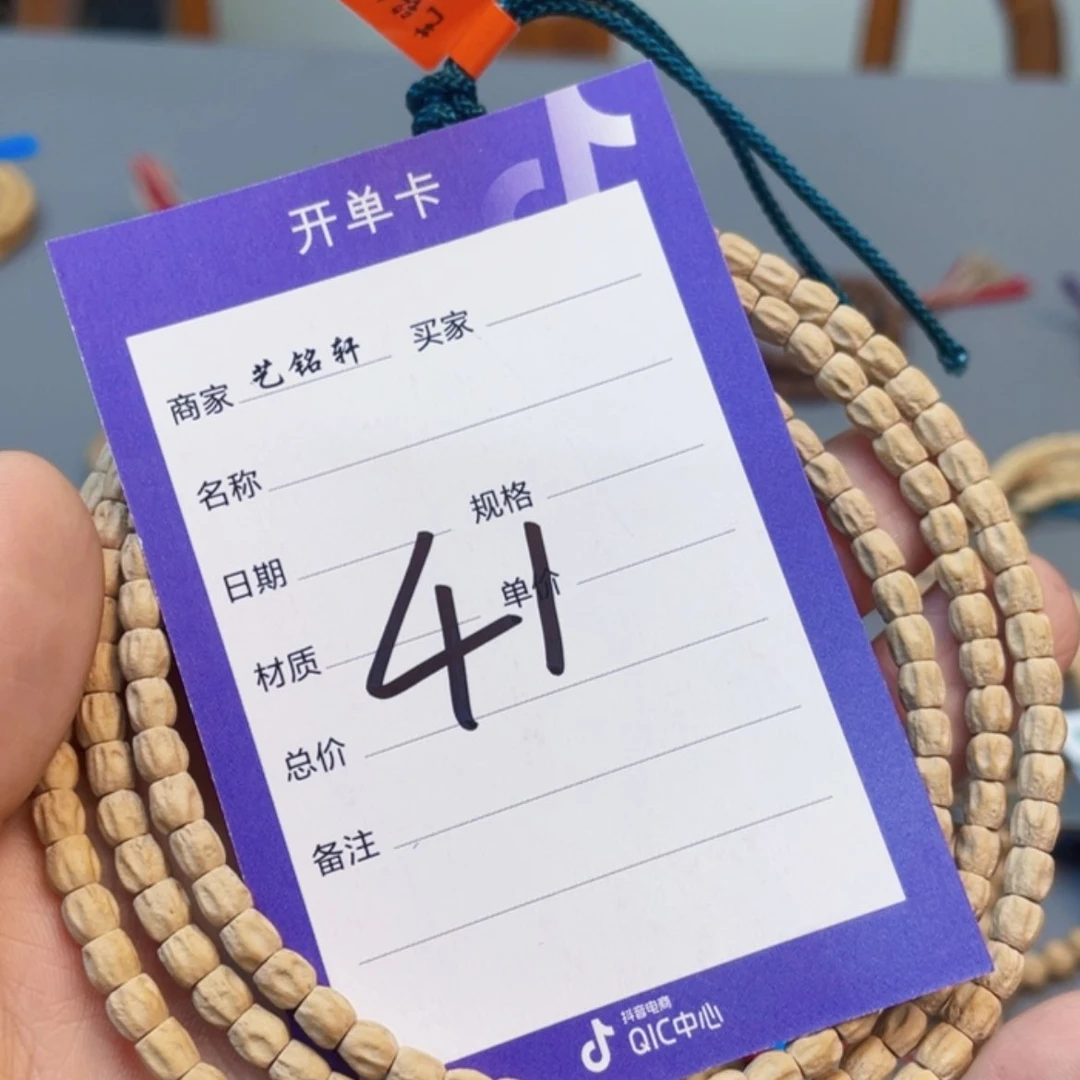 开单卡
商家 艺铭轩 买家
名称
日期 规格
材质 单价
41
总价
备注
抖音电商
QIC中心